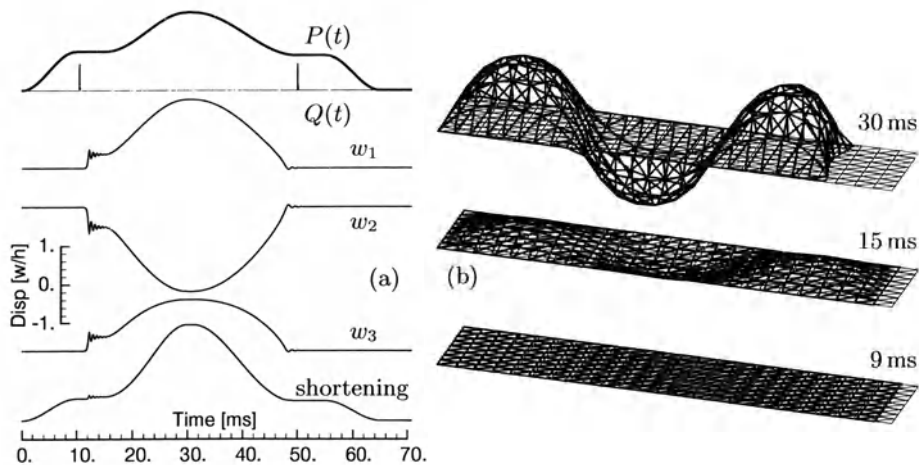 P(t)
Q(t)
w1
w2
1.
0.
-1.
Disp [w/h]
(a)
w3
shortening
Time [ms]
0. 10. 20. 30. 40. 50. 60. 70.
30 ms
15 ms
(b)
9 ms